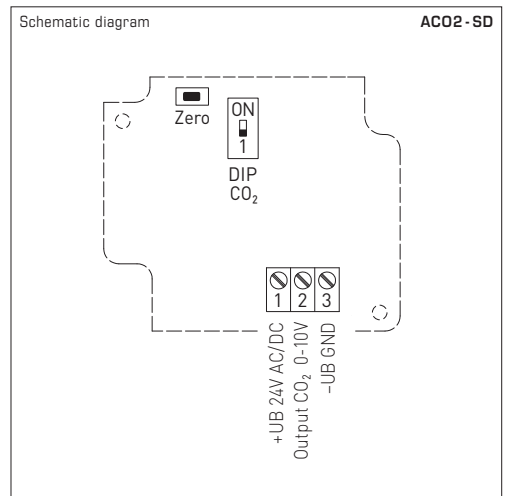 Schematic diagram
ACO2-SD
Zero
ON
1
DIP
CO₂
1 2 3
+UB 24V AC/DC
Output CO₂ 0-10V
-UB GND